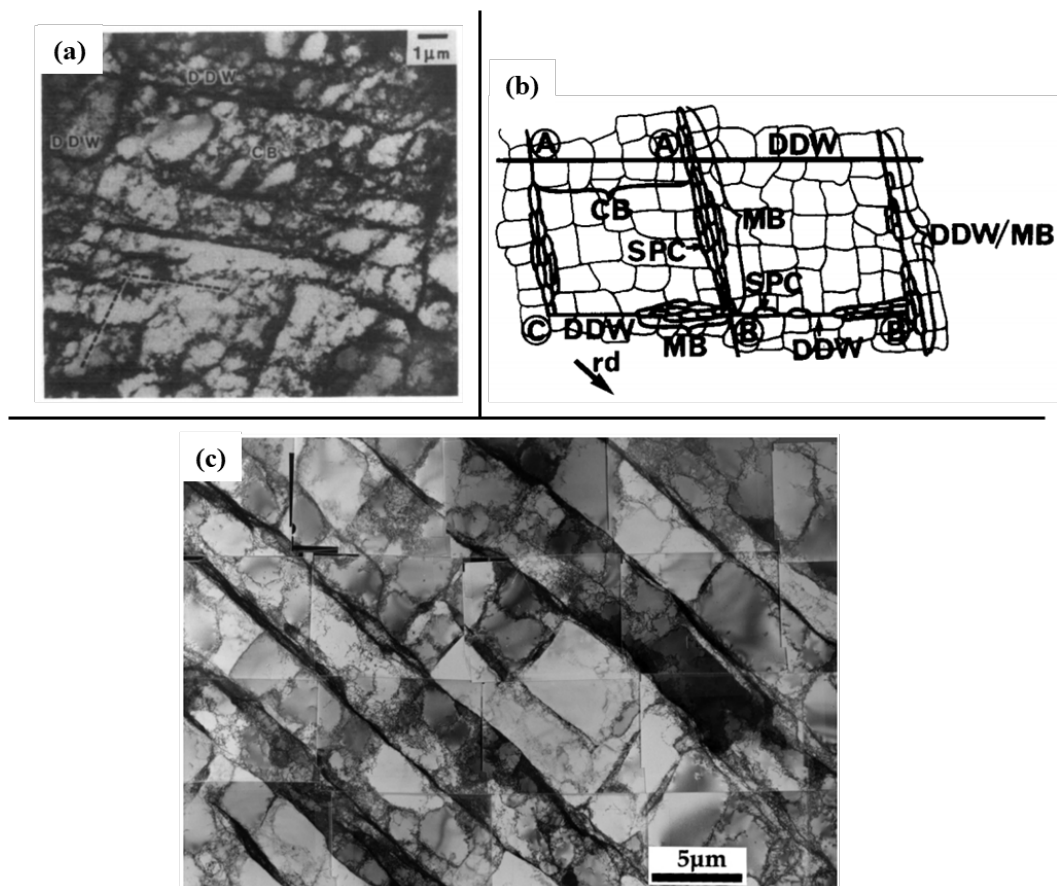 (a)
1μm
DDW
DDW
CB
(b)
A A DDW
CB MB
DDW/MB
SPC
SPC
C DDW B B
MB DDW
rd
(c)
5μm